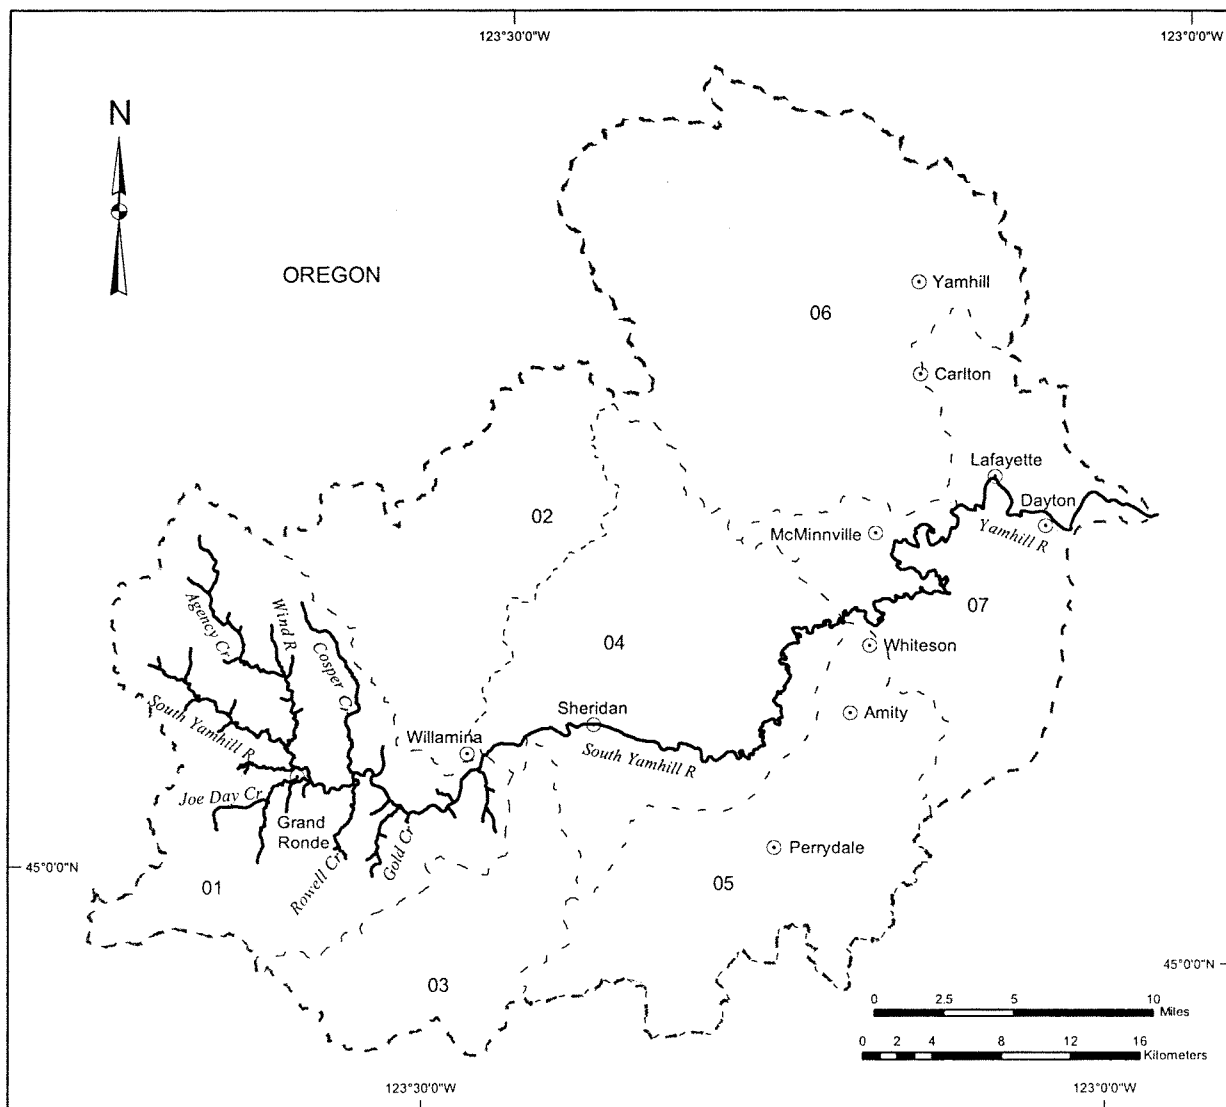 123°30'0"W
123°0'0"W
N
OREGON
Yamhill
06
Carlton
Lafayette
Dayton
02
McMinnville
Yamhill R
Agency Cr
Wind R
Cosper Cr
07
04
Whiteson
South Yamhill R
Sheridan
Amity
Willamina
South Yamhill R
Joe Day Cr
Grand
Ronde
Perrydale
45°0'0"N
01
Rowell Cr
Gold Cr
05
03
45°0'0"N
0 2.5 5 10
Miles
0 2 4 8 12 16
Kilometers
123°30'0"W
123°0'0"W